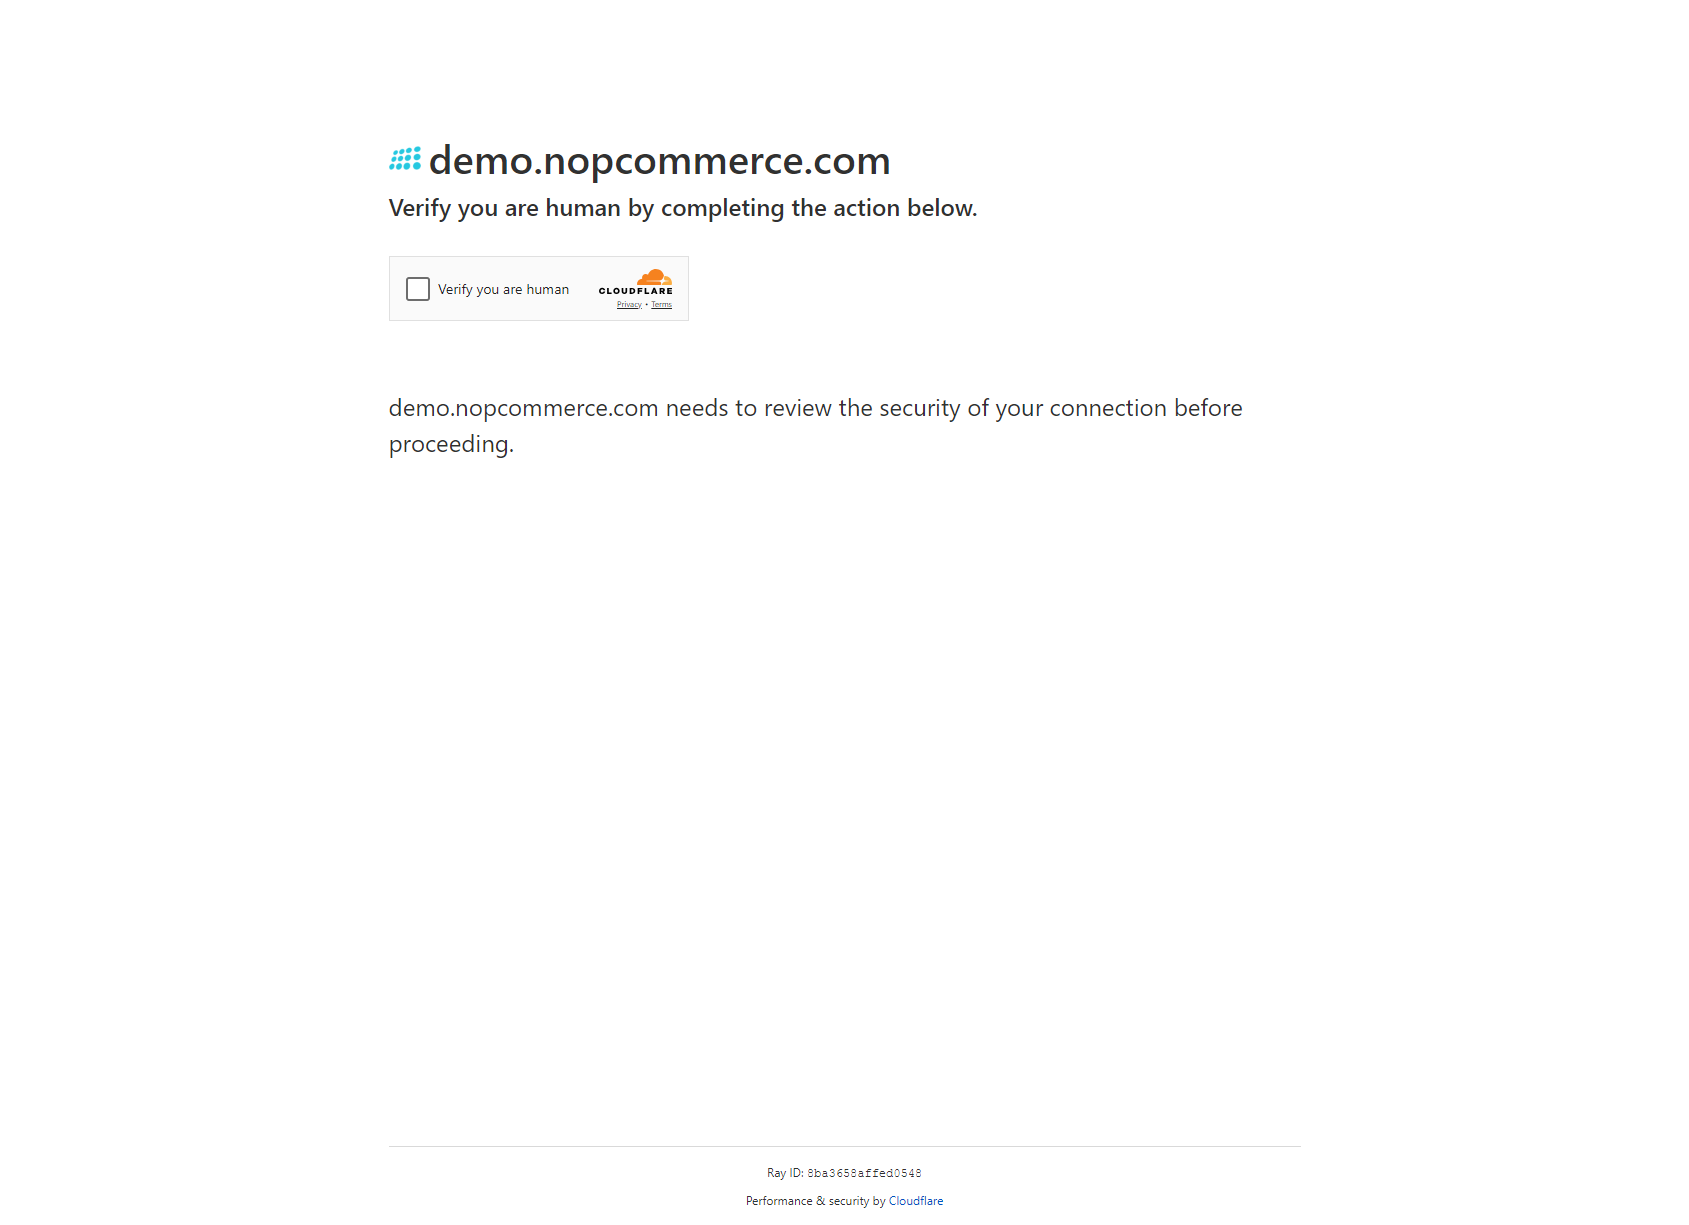 demo.nopcommerce.com
Verify you are human by completing the action below.
Verify you are human
CLOUDFLARE
Privacy • Terms
demo.nopcommerce.com needs to review the security of your connection before
proceeding.
Ray ID: 8ba3658affed0548
Performance & security by Cloudflare